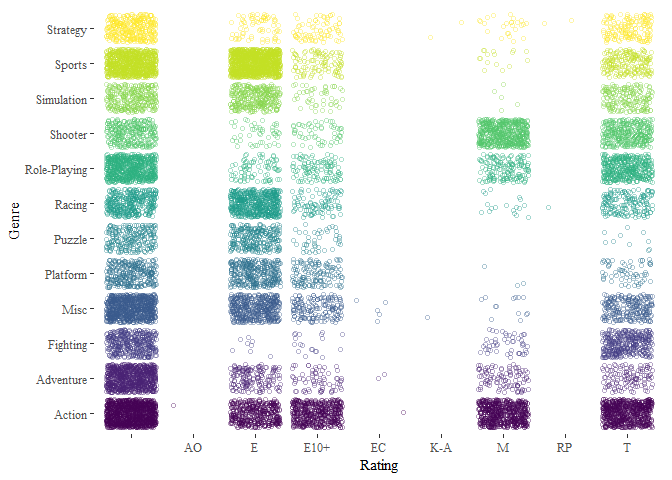 Strategy
Sports
Simulation
Shooter
Role-Playing
Racing
Puzzle
Platform
Misc
Fighting
Adventure
Action
Genre
AO E E10+ EC K-A M RP T
Rating